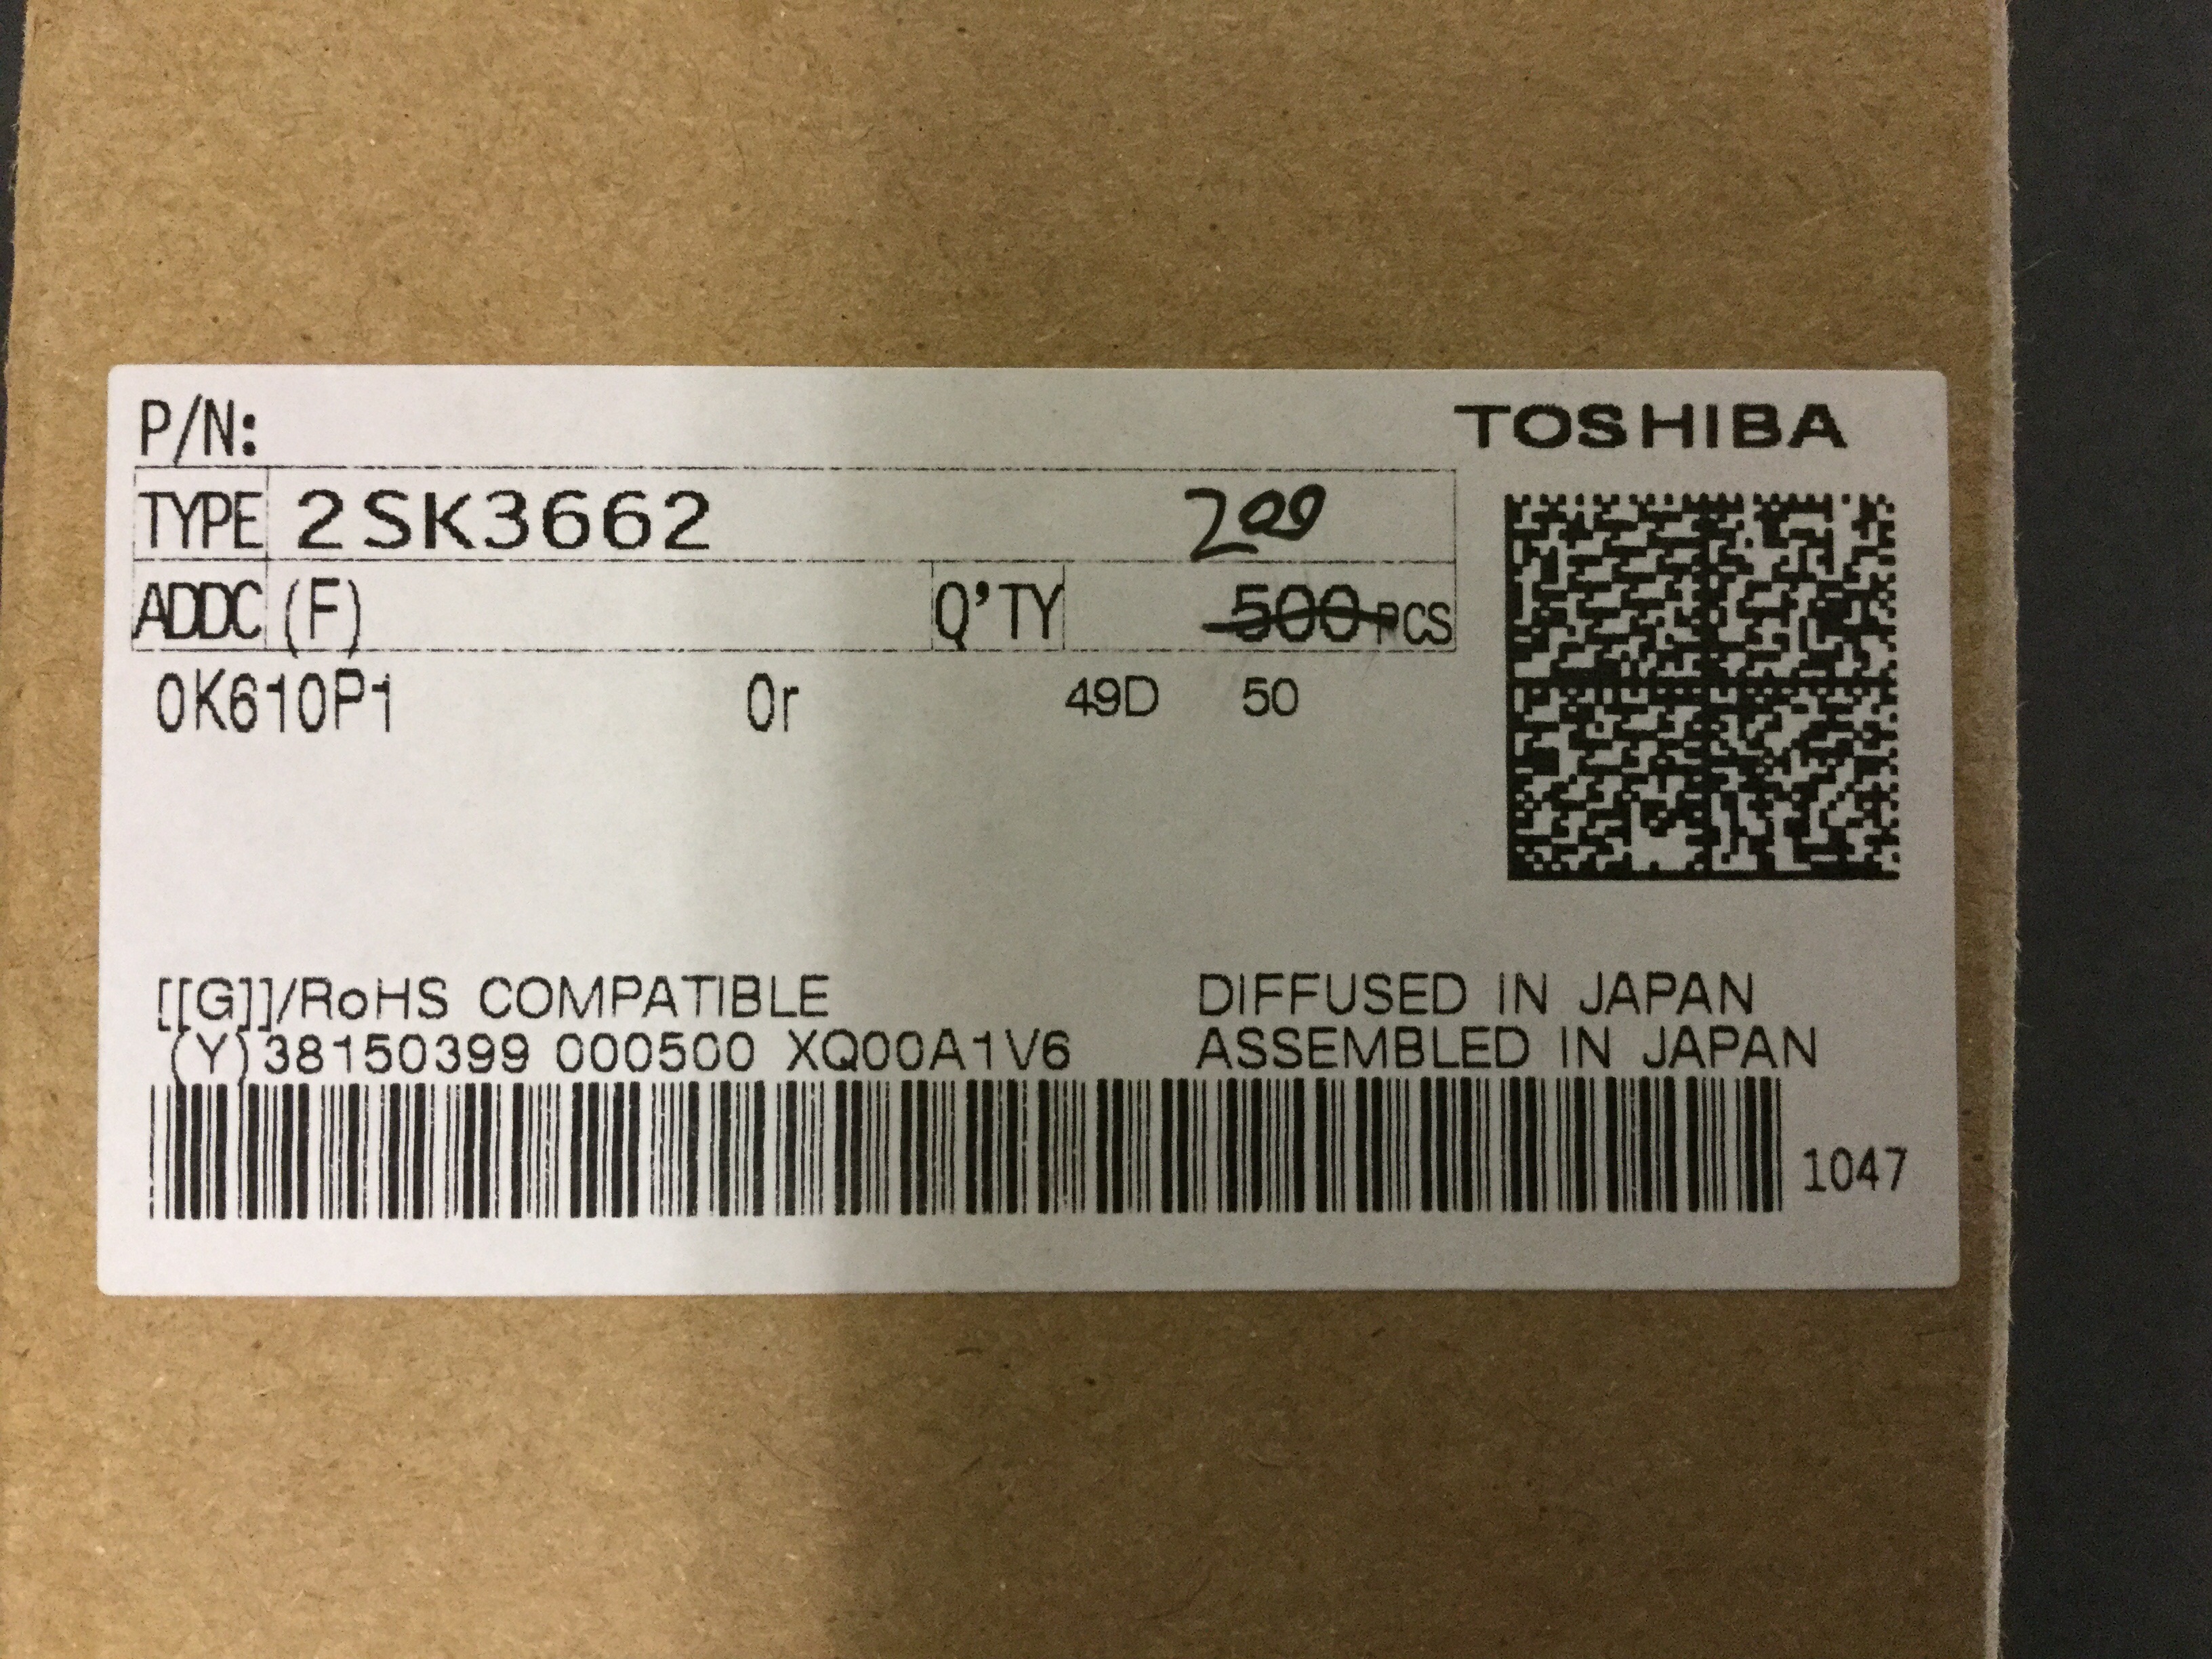 P/N:
TOSHIBA
TYPE 2SK3662 200
ADDC (F) Q'TY 500 PCS
0K610P1 0r 49D 50
[[G]]/RoHS COMPATIBLE DIFFUSED IN JAPAN
(Y)38150399 000500 XQ00A1V6 ASSEMBLED IN JAPAN
1047